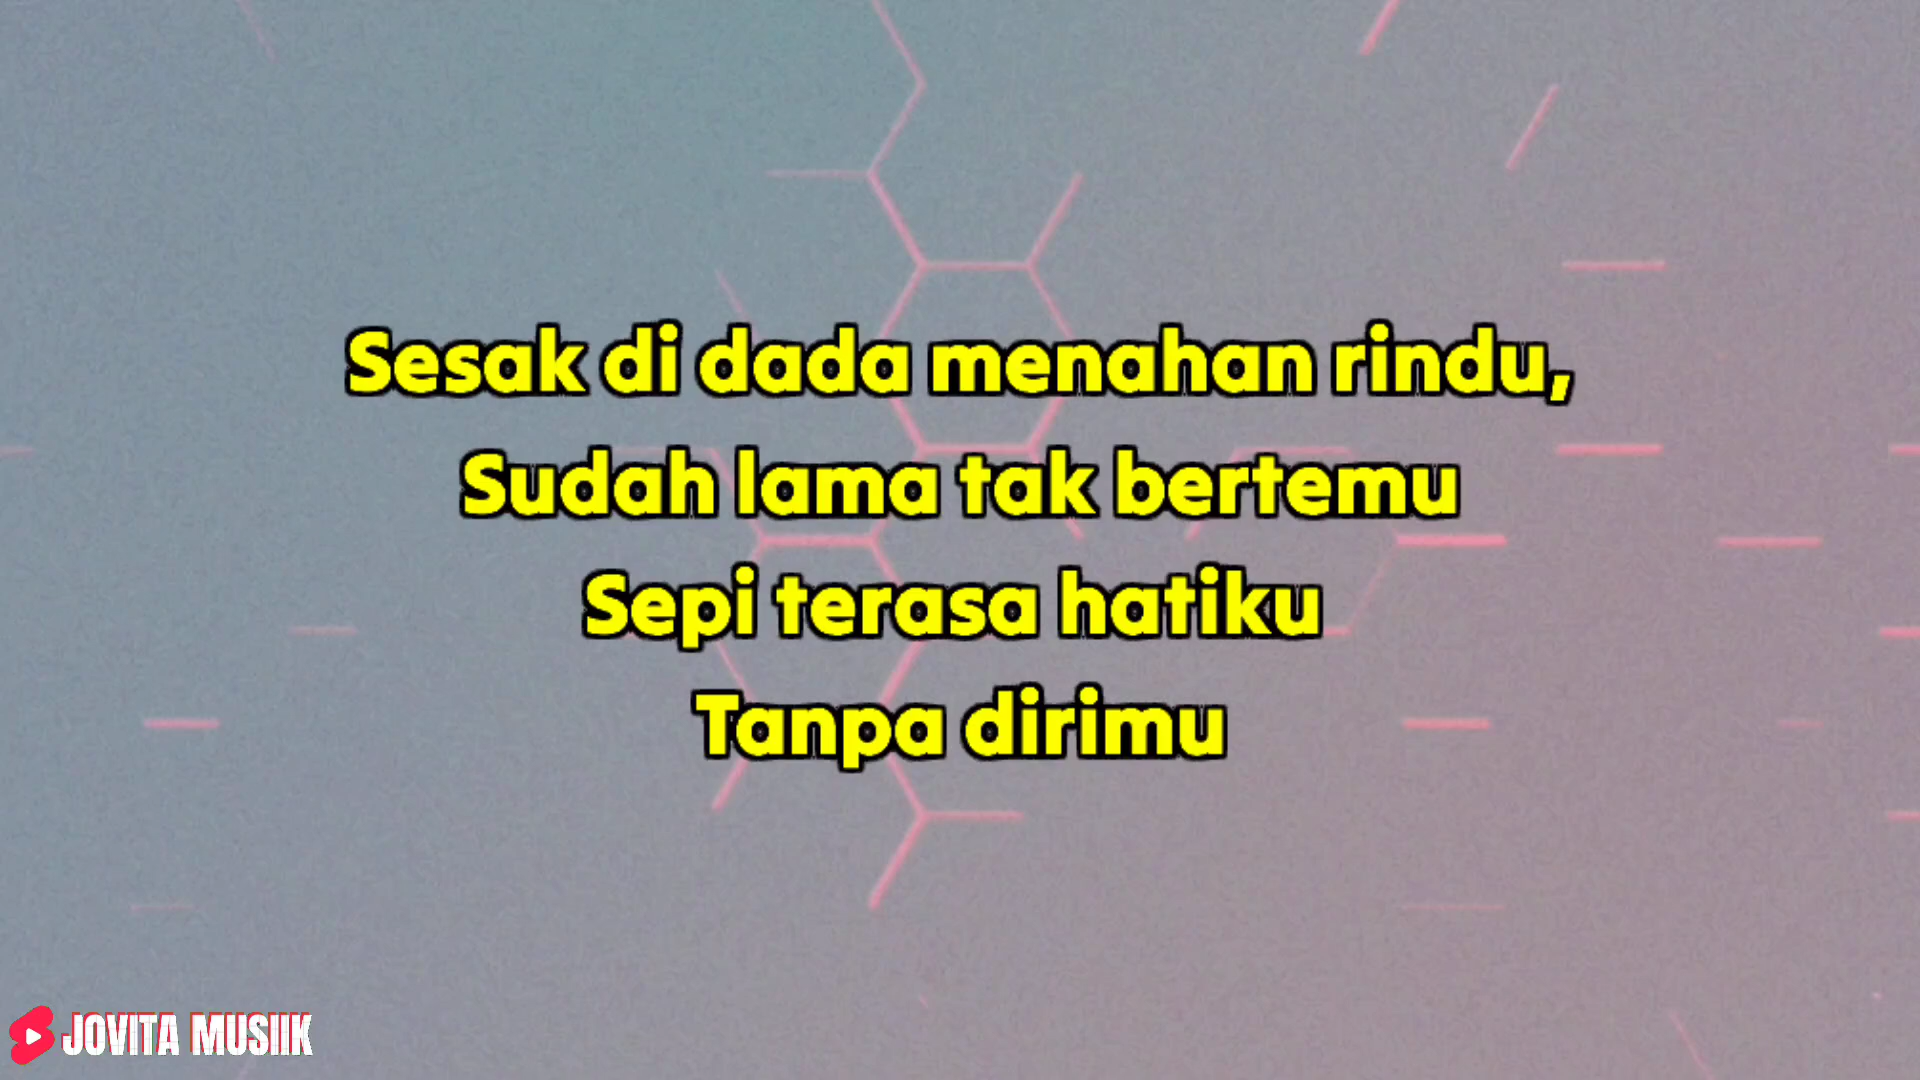 Sesak di dada menahan rindu,
Sudah lama tak bertemu
Sepi terasa hatiku
Tanpa dirimu
JOVITA MUSIIK